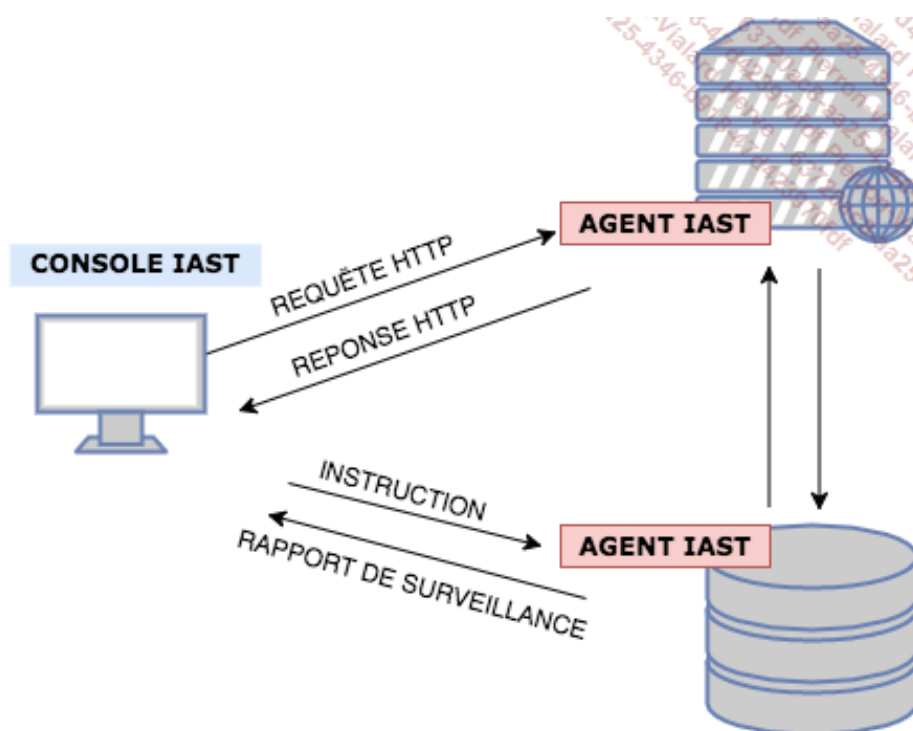 AGENT IAST
CONSOLE IAST
REQUÊTE HTTP
REPONSE HTTP
INSTRUCTION
AGENT IAST
RAPPORT DE SURVEILLANCE